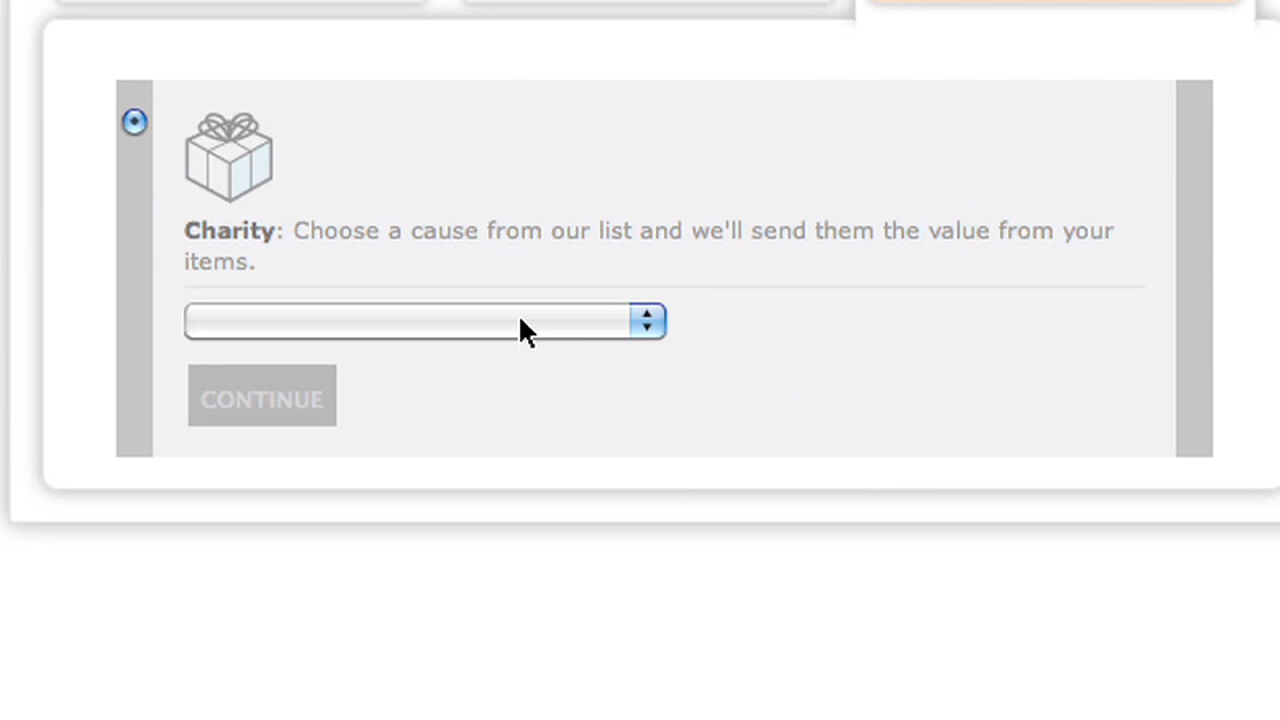 Charity: Choose a cause from our list and we'll send them the value from your
items.
CONTINUE